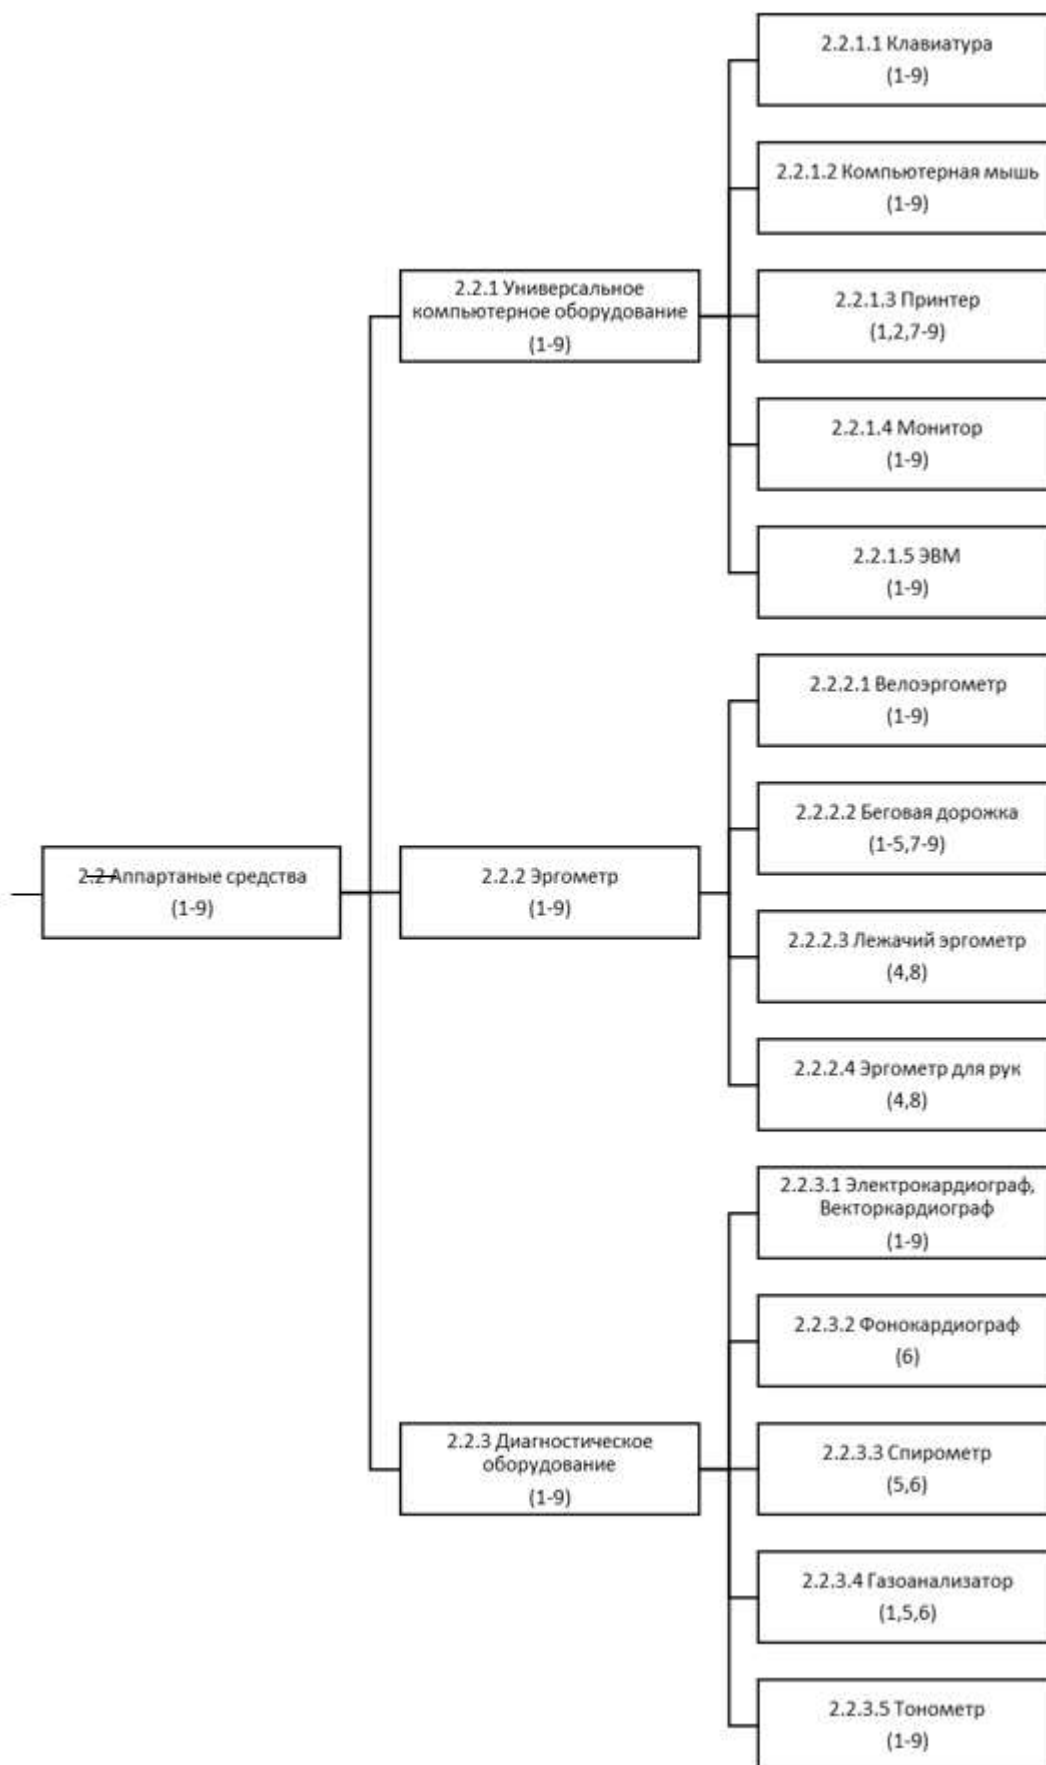 2.2 Аппартаные средства
(1-9)
2.2.1 Универсальное
компьютерное оборудование
(1-9)
2.2.1.1 Клавиатура
(1-9)
2.2.1.2 Компьютерная мышь
(1-9)
2.2.1.3 Принтер
(1,2,7-9)
2.2.1.4 Монитор
(1-9)
2.2.1.5 ЭВМ
(1-9)
2.2.2 Эргометр
(1-9)
2.2.2.1 Велоэргометр
(1-9)
2.2.2.2 Беговая дорожка
(1-5,7-9)
2.2.2.3 Лежачий эргометр
(4,8)
2.2.2.4 Эргометр для рук
(4,8)
2.2.3 Диагностическое
оборудование
(1-9)
2.2.3.1 Электрокардиограф,
Векторкардиограф
(1-9)
2.2.3.2 Фонокардиограф
(6)
2.2.3.3 Спирометр
(5,6)
2.2.3.4 Газоанализатор
(1,5,6)
2.2.3.5 Тонометр
(1-9)